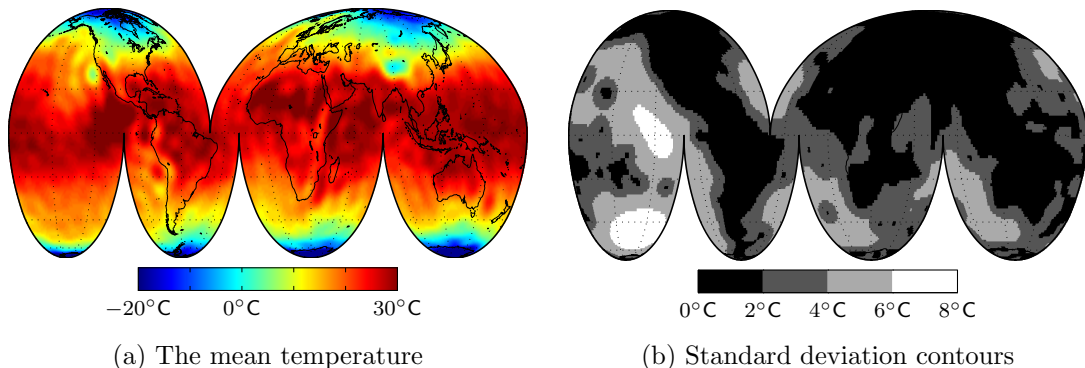 −20°C 0°C 30°C
0°C 2°C 4°C 6°C 8°C
(a) The mean temperature
(b) Standard deviation contours